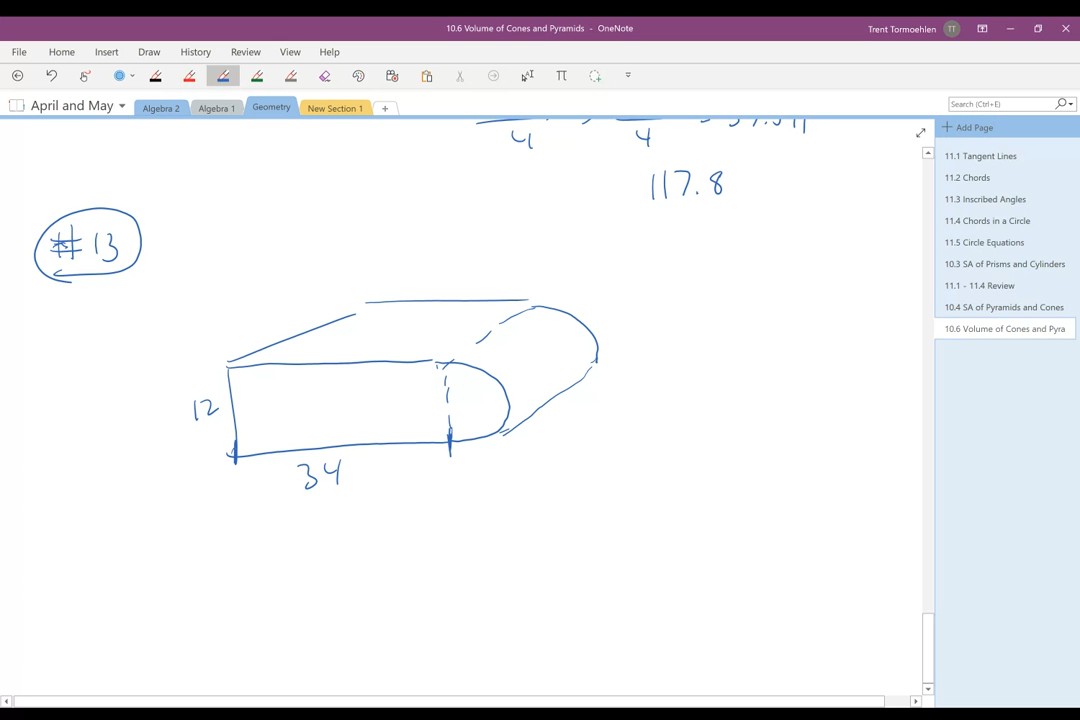 10.6 Volume of Cones and Pyramids - OneNote
Trent Tormoehlen TT
File Home Insert Draw History Review View Help
April and May Algebra 2 Algebra 1 Geometry New Section 1 +
Search (Ctrl+E)
+ Add Page
11.1 Tangent Lines
11.2 Chords
11.3 Inscribed Angles
11.4 Chords in a Circle
11.5 Circle Equations
10.3 SA of Prisms and Cylinders
11.1 - 11.4 Review
10.4 SA of Pyramids and Cones
10.6 Volume of Cones and Pyra
4 4
117.8
# 13
12
34